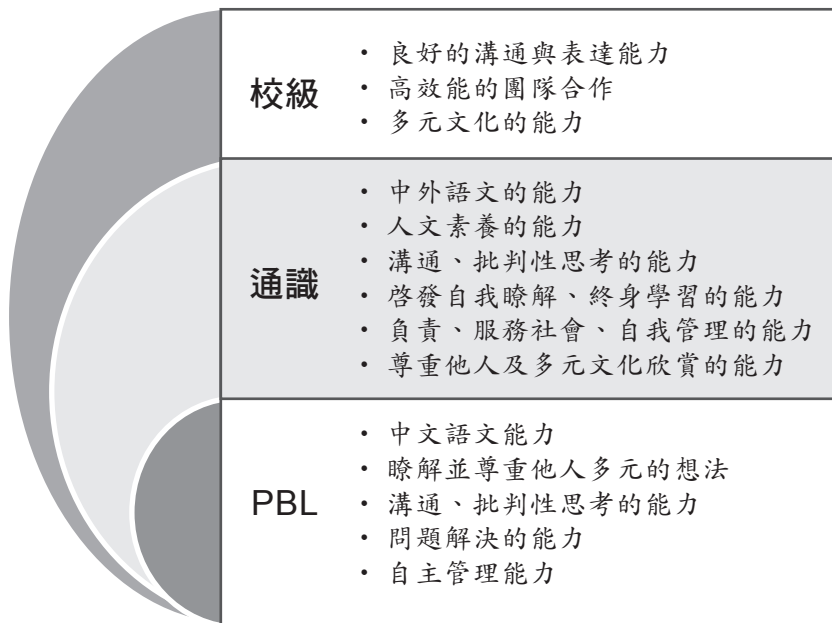 校級
・良好的溝通與表達能力
・高效能的團隊合作
・多元文化的能力
通識
・中外語文的能力
・人文素養的能力
・溝通、批判性思考的能力
・啓發自我瞭解、終身學習的能力
・負責、服務社會、自我管理的能力
・尊重他人及多元文化欣賞的能力
PBL
・中文語文能力
・瞭解並尊重他人多元的想法
・溝通、批判性思考的能力
・問題解決的能力
・自主管理能力